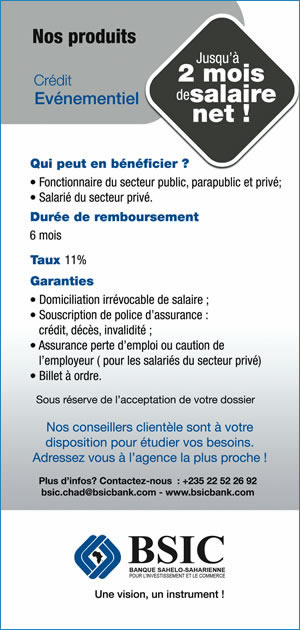 Nos produits
Crédit
Evénementiel
Jusqu'à
2 mois
de salaire
net !
Qui peut en bénéficier ?
• Fonctionnaire du secteur public, parapublic et privé;
• Salarié du secteur privé.
Durée de remboursement
6 mois
Taux 11%
Garanties
• Domiciliation irrévocable de salaire ;
• Souscription de police d'assurance :
crédit, décès, invalidité ;
• Assurance perte d'emploi ou caution de
l'employeur ( pour les salariés du secteur privé)
• Billet à ordre.
Sous réserve de l'acceptation de votre dossier
Nos conseillers clientèle sont à votre
disposition pour étudier vos besoins.
Adressez vous à l'agence la plus proche !
Plus d'infos? Contactez-nous : +235 22 52 26 92
bsic.chad@bsicbank.com - www.bsicbank.com
BSIC
BANQUE SAHELO-SAHARIENNE
POUR L'INVESTISSEMENT ET LE COMMERCE
Une vision, un instrument !